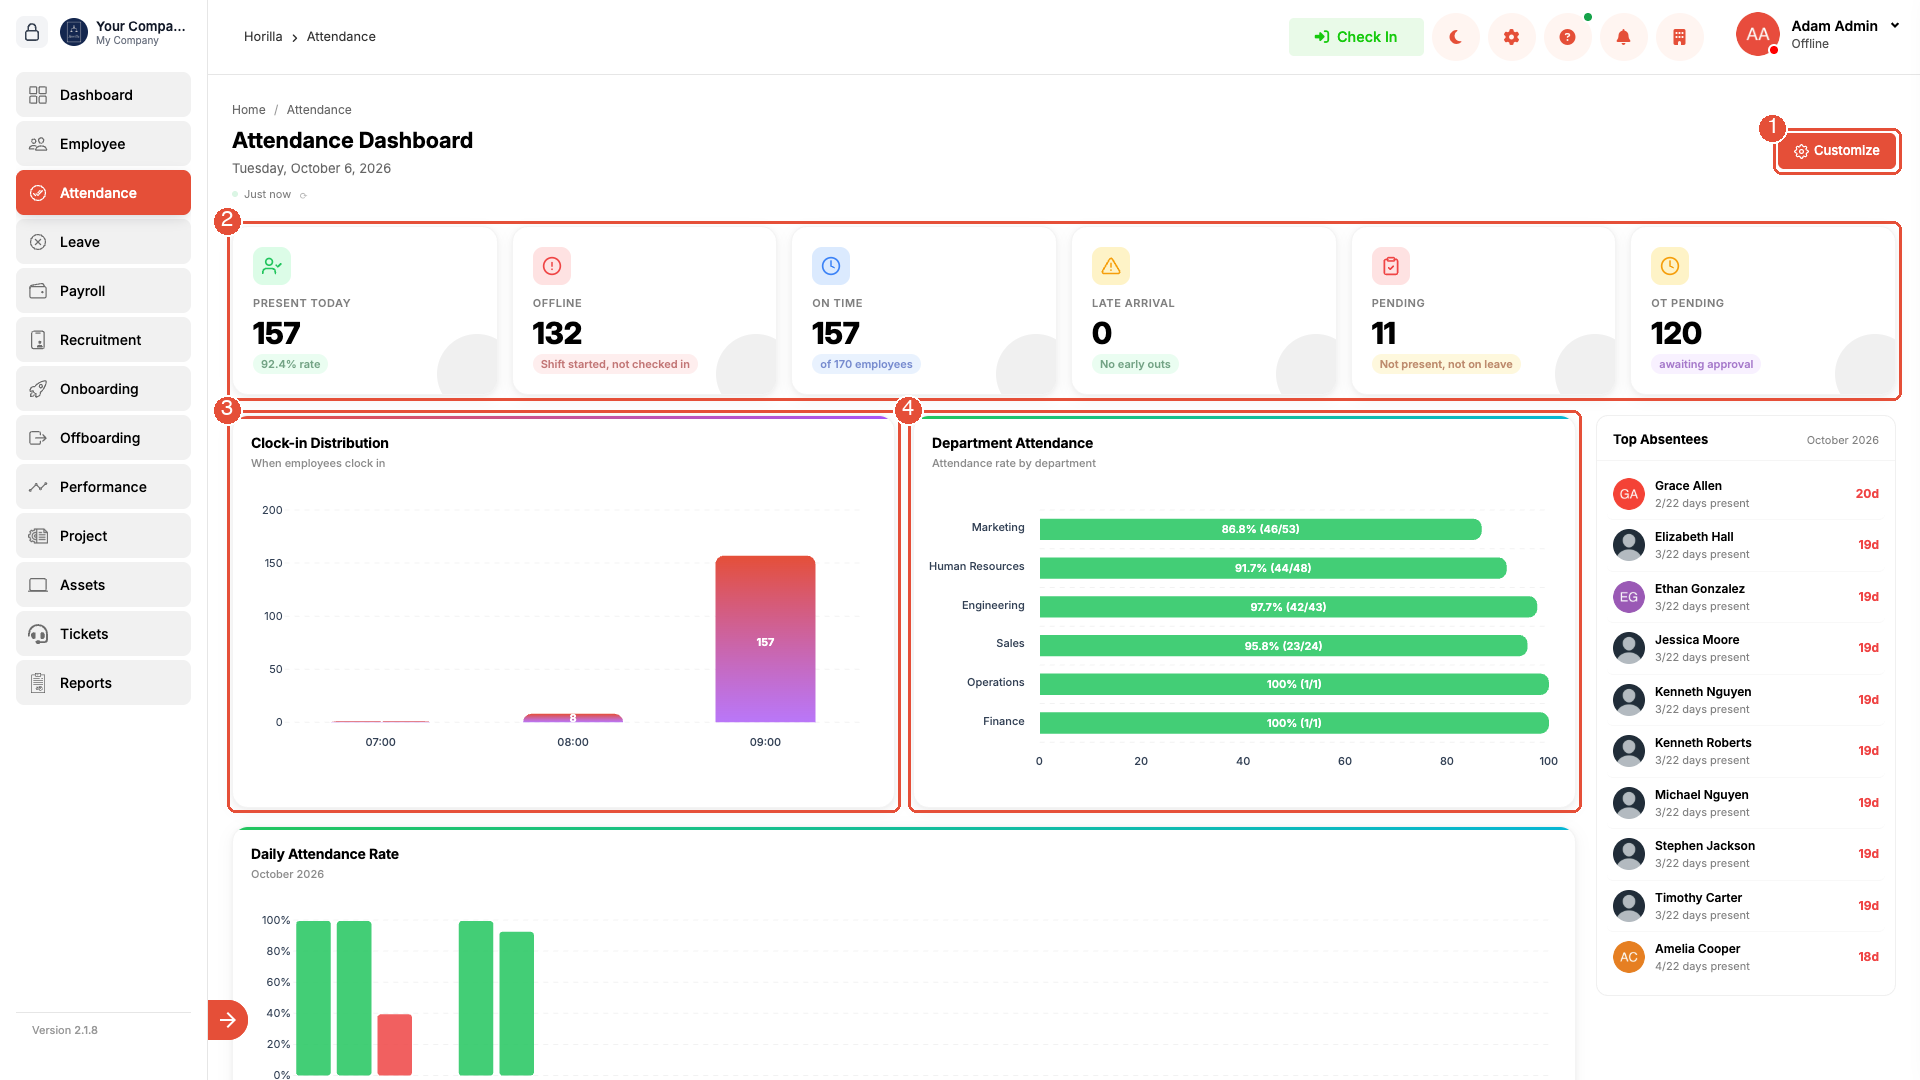 Your Compa...
My Company
Dashboard
Employee
Attendance
Leave
Payroll
Recruitment
Onboarding
Offboarding
Performance
Project
Assets
Tickets
Reports
Version 2.1.8
Horilla > Attendance
Check In
AA
Adam Admin
Offline
Home / Attendance
Attendance Dashboard
Tuesday, October 6, 2026
Just now
1
Customize
2
PRESENT TODAY
157
92.4% rate
OFFLINE
132
Shift started, not checked in
ON TIME
157
of 170 employees
LATE ARRIVAL
0
No early outs
PENDING
11
Not present, not on leave
OT PENDING
120
awaiting approval
3
Clock-in Distribution
When employees clock in
200
150
100
50
0
157
8
07:00 08:00 09:00
4
Department Attendance
Attendance rate by department
Marketing 86.8% (46/53)
Human Resources 91.7% (44/48)
Engineering 97.7% (42/43)
Sales 95.8% (23/24)
Operations 100% (1/1)
Finance 100% (1/1)
0 20 40 60 80 100
Top Absentees October 2026
GA
Grace Allen
2/22 days present
20d
Elizabeth Hall
3/22 days present
19d
EG
Ethan Gonzalez
3/22 days present
19d
Jessica Moore
3/22 days present
19d
Kenneth Nguyen
3/22 days present
19d
Kenneth Roberts
3/22 days present
19d
Michael Nguyen
3/22 days present
19d
Stephen Jackson
3/22 days present
19d
Timothy Carter
3/22 days present
19d
AC
Amelia Cooper
4/22 days present
18d
Daily Attendance Rate
October 2026
100%
80%
60%
40%
20%
0%